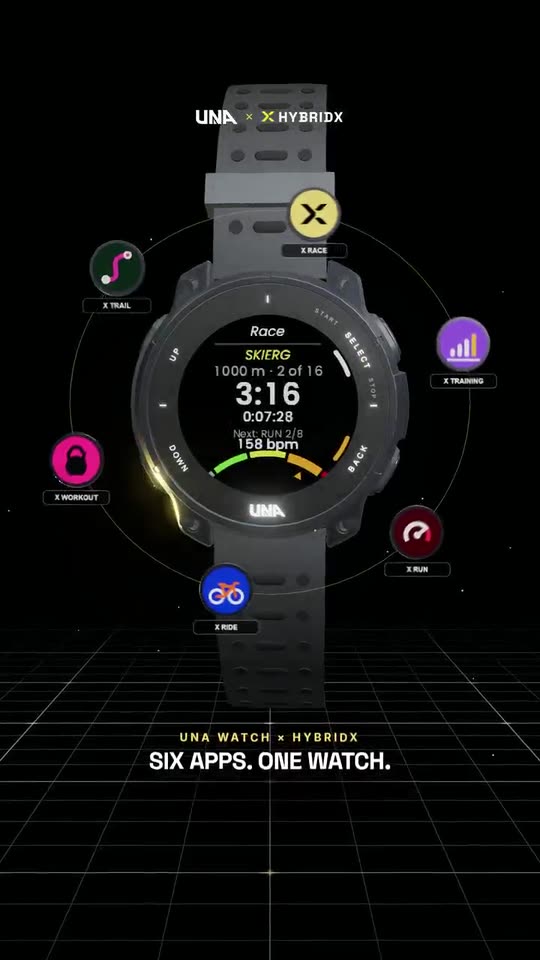 UNA × X HYBRIDX
X RACE
X TRAIL
X TRAINING
X WORKOUT
X RUN
X RIDE
START
SELECT
STOP
UP
DOWN
BACK
Race
SKIERG
1000 m · 2 of 16
3:16
0:07:28
Next: RUN 2/8
158 bpm
UNA
UNA WATCH × HYBRIDX
SIX APPS. ONE WATCH.